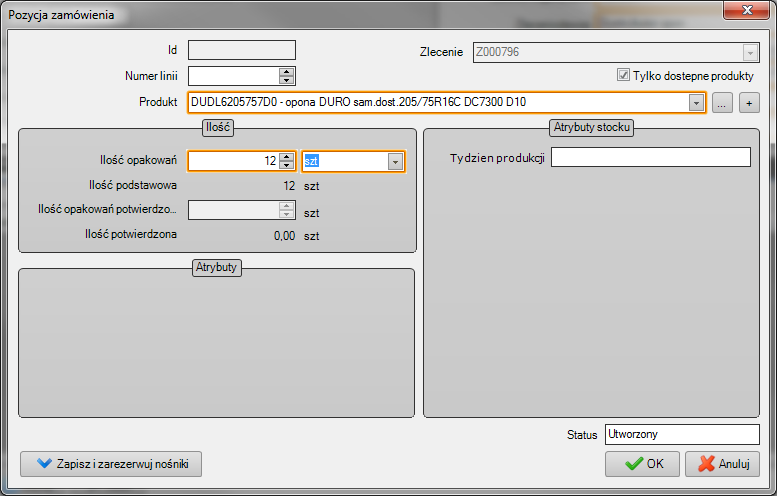 Pozycja zamówienia
Id
Zlecenie Z000796
Numer linii
Tylko dostepne produkty
Produkt DUDL6205757D0 - opona DURO sam.dost.205/75R16C DC7300 D10 ... +
Ilość
Ilość opakowań 12 szt
Ilość podstawowa 12 szt
Ilość opakowań potwierdzo... szt
Ilość potwierdzona 0,00 szt
Atrybuty stocku
Tydzien produkcji
Atrybuty
Status Utworzony
Zapisz i zarezerwuj nośniki
OK Anuluj